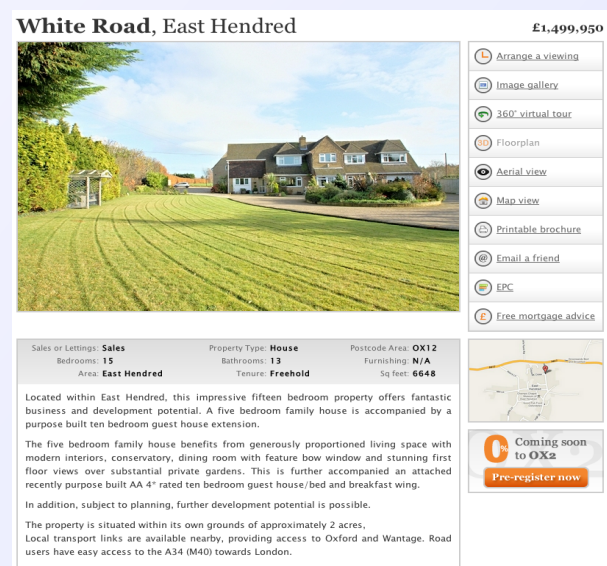 White Road, East Hendred
£1,499,950
Arrange a viewing
Image gallery
360° virtual tour
3D Floorplan
Aerial view
Map view
Printable brochure
@ Email a friend
EPC
£ Free mortgage advice
Sales or Lettings: Sales
Property Type: House
Postcode Area: OX12
Bedrooms: 15
Bathrooms: 13
Furnishing: N/A
Area: East Hendred
Tenure: Freehold
Sq feet: 6648
Located within East Hendred, this impressive fifteen bedroom property offers fantastic
business and development potential. A five bedroom family house is accompanied by a
purpose built ten bedroom guest house extension.
The five bedroom family house benefits from generously proportioned living space with
modern interiors, conservatory, dining room with feature bow window and stunning first
floor views over substantial private gardens. This is further accompanied an attached
recently purpose built AA 4* rated ten bedroom guest house/bed and breakfast wing.
In addition, subject to planning, further development potential is possible.
The property is situated within its own grounds of approximately 2 acres,
Local transport links are available nearby, providing access to Oxford and Wantage. Road
users have easy access to the A34 (M40) towards London.
East
Hendred
0%
Coming soon
to OX2
Pre-register now